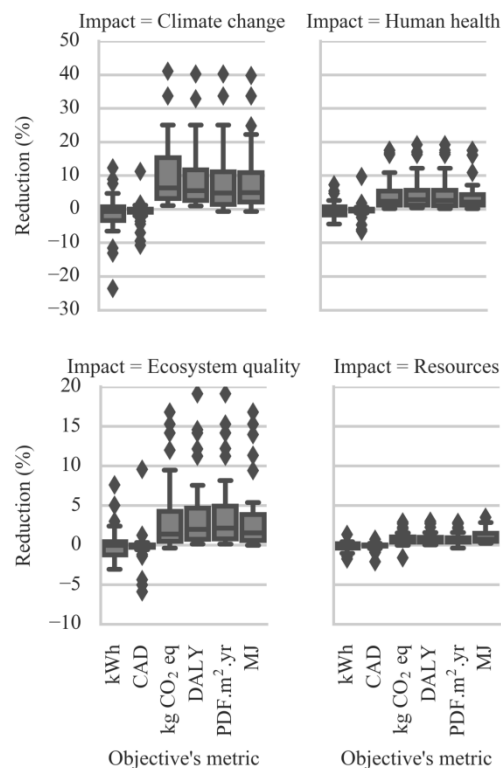 Impact = Climate change
Impact = Human health
50
40
30
20
10
0
−10
−20
−30
Reduction (%)
Impact = Ecosystem quality
Impact = Resources
20
15
10
5
0
−5
−10
Reduction (%)
kWh
CAD
kg CO₂ eq
DALY
PDF.m².yr
MJ
kWh
CAD
kg CO₂ eq
DALY
PDF.m².yr
MJ
Objective's metric
Objective's metric